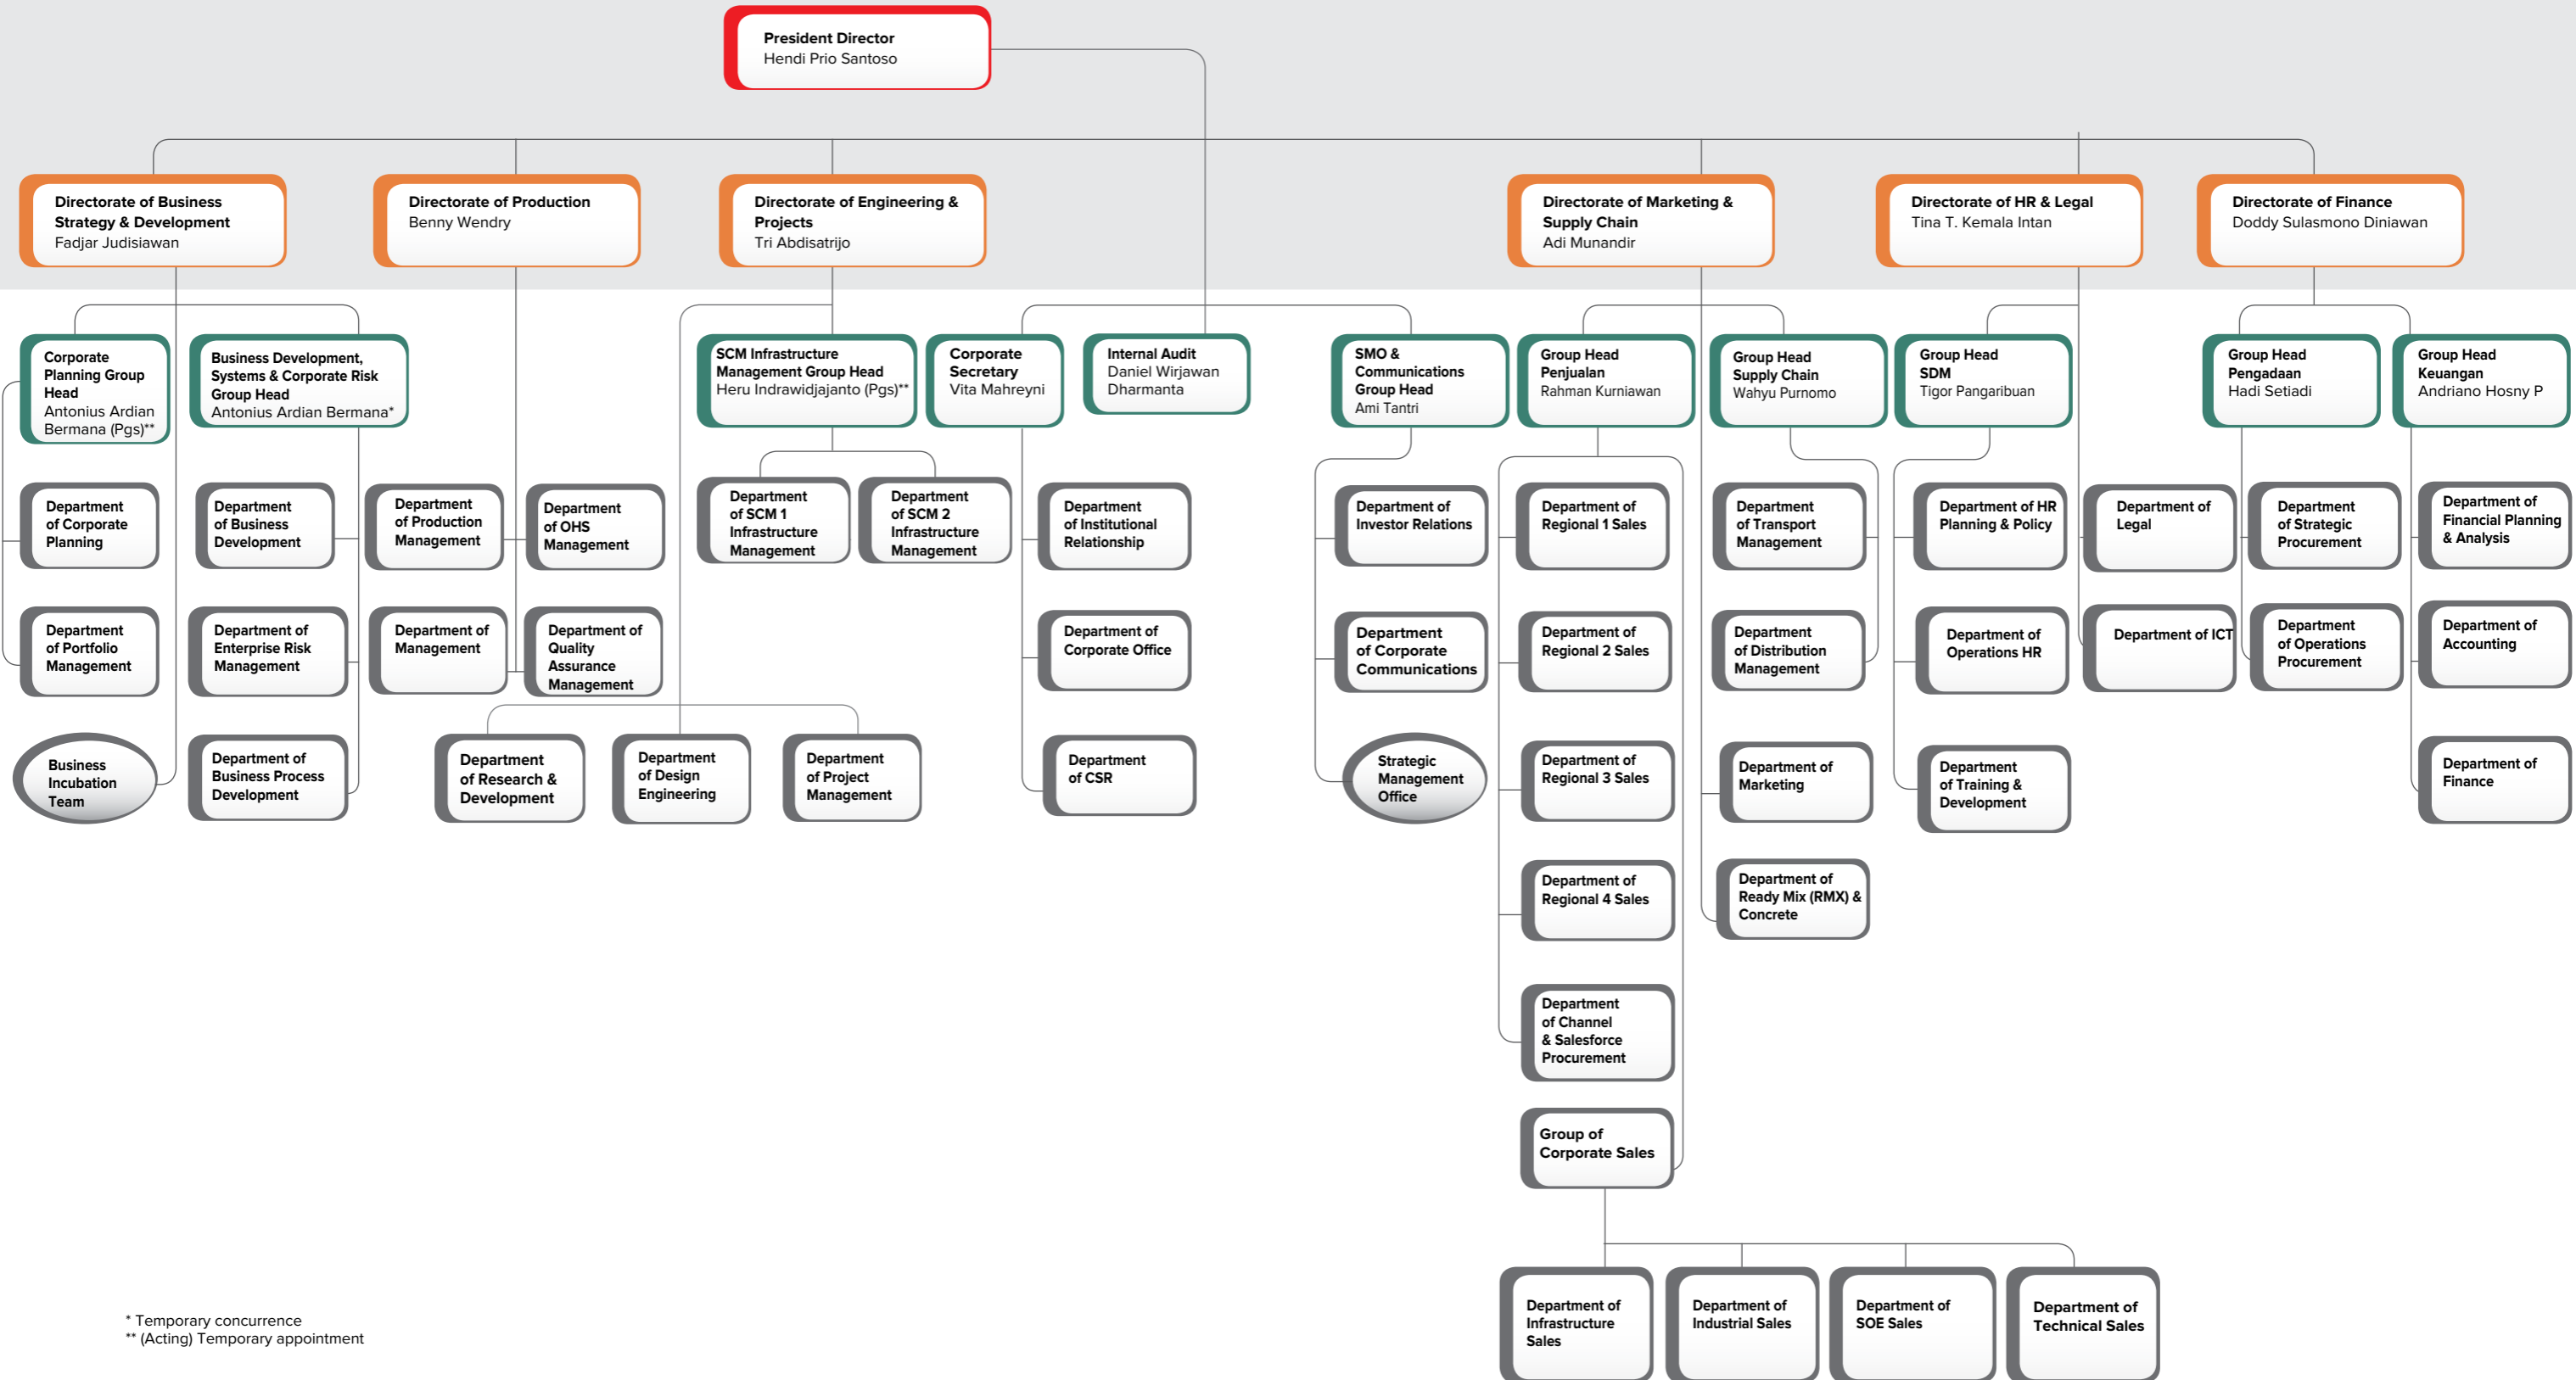 President Director
Hendi Prio Santoso
Directorate of Business
Strategy & Development
Fadjar Judisiawan
Directorate of Production
Benny Wendry
Directorate of Engineering &
Projects
Tri Abdisatrijo
Directorate of Marketing &
Supply Chain
Adi Munandir
Directorate of HR & Legal
Tina T. Kemala Intan
Directorate of Finance
Doddy Sulasmono Diniawan
Corporate
Planning Group
Head
Antonius Ardian
Bermana (Pgs)**
Business Development,
Systems & Corporate Risk
Group Head
Antonius Ardian Bermana*
SCM Infrastructure
Management Group Head
Heru Indrawidjajanto (Pgs)**
Corporate
Secretary
Vita Mahreyni
Internal Audit
Daniel Wirjawan
Dharmanta
SMO &
Communications
Group Head
Ami Tantri
Group Head
Penjualan
Rahman Kurniawan
Group Head
Supply Chain
Wahyu Purnomo
Group Head
SDM
Tigor Pangaribuan
Group Head
Pengadaan
Hadi Setiadi
Group Head
Keuangan
Andriano Hosny P
Department
of Corporate
Planning
Department
of Business
Development
Department
of Production
Management
Department
of OHS
Management
Department
of SCM 1
Infrastructure
Management
Department
of SCM 2
Infrastructure
Management
Department
of Institutional
Relationship
Department of
Investor Relations
Department of
Regional 1 Sales
Department
of Transport
Management
Department of HR
Planning & Policy
Department of
Legal
Department
of Strategic
Procurement
Department of
Financial Planning
& Analysis
Department
of Portfolio
Management
Department of
Enterprise Risk
Management
Department of
Management
Department of
Quality
Assurance
Management
Department of
Corporate Office
Department
of Corporate
Communications
Department of
Regional 2 Sales
Department
of Distribution
Management
Department of
Operations HR
Department of ICT
Department
of Operations
Procurement
Department of
Accounting
Business
Incubation
Team
Department of
Business Process
Development
Department
of Research &
Development
Department
of Design
Engineering
Department
of Project
Management
Department
of CSR
Strategic
Management
Office
Department of
Regional 3 Sales
Department of
Marketing
Department
of Training &
Development
Department of
Finance
Department of
Regional 4 Sales
Department of
Ready Mix (RMX) &
Concrete
Department
of Channel
& Salesforce
Procurement
Group of
Corporate Sales
Department of
Infrastructure
Sales
Department of
Industrial Sales
Department of
SOE Sales
Department of
Technical Sales
* Temporary concurrence
** (Acting) Temporary appointment